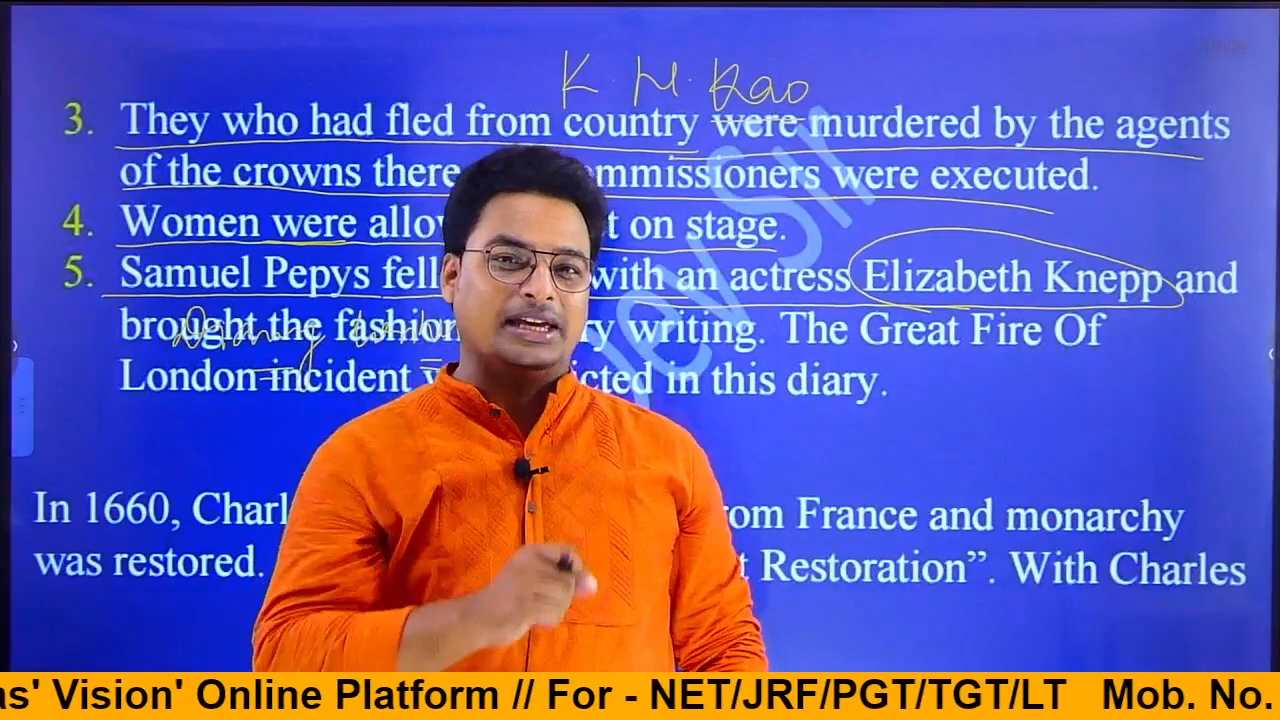 K. M. Rao
3. They who had fled from country were murdered by the agents
of the crowns there ommissioners were executed.
4. Women were allow t on stage.
5. Samuel Pepys fell with an actress Elizabeth Knepp and
brought the fashion ry writing. The Great Fire Of
London incident icted in this diary.
In 1660, Charl rom France and monarchy
was restored. t Restoration”. With Charles
as' Vision' Online Platform // For - NET/JRF/PGT/TGT/LT Mob. No.